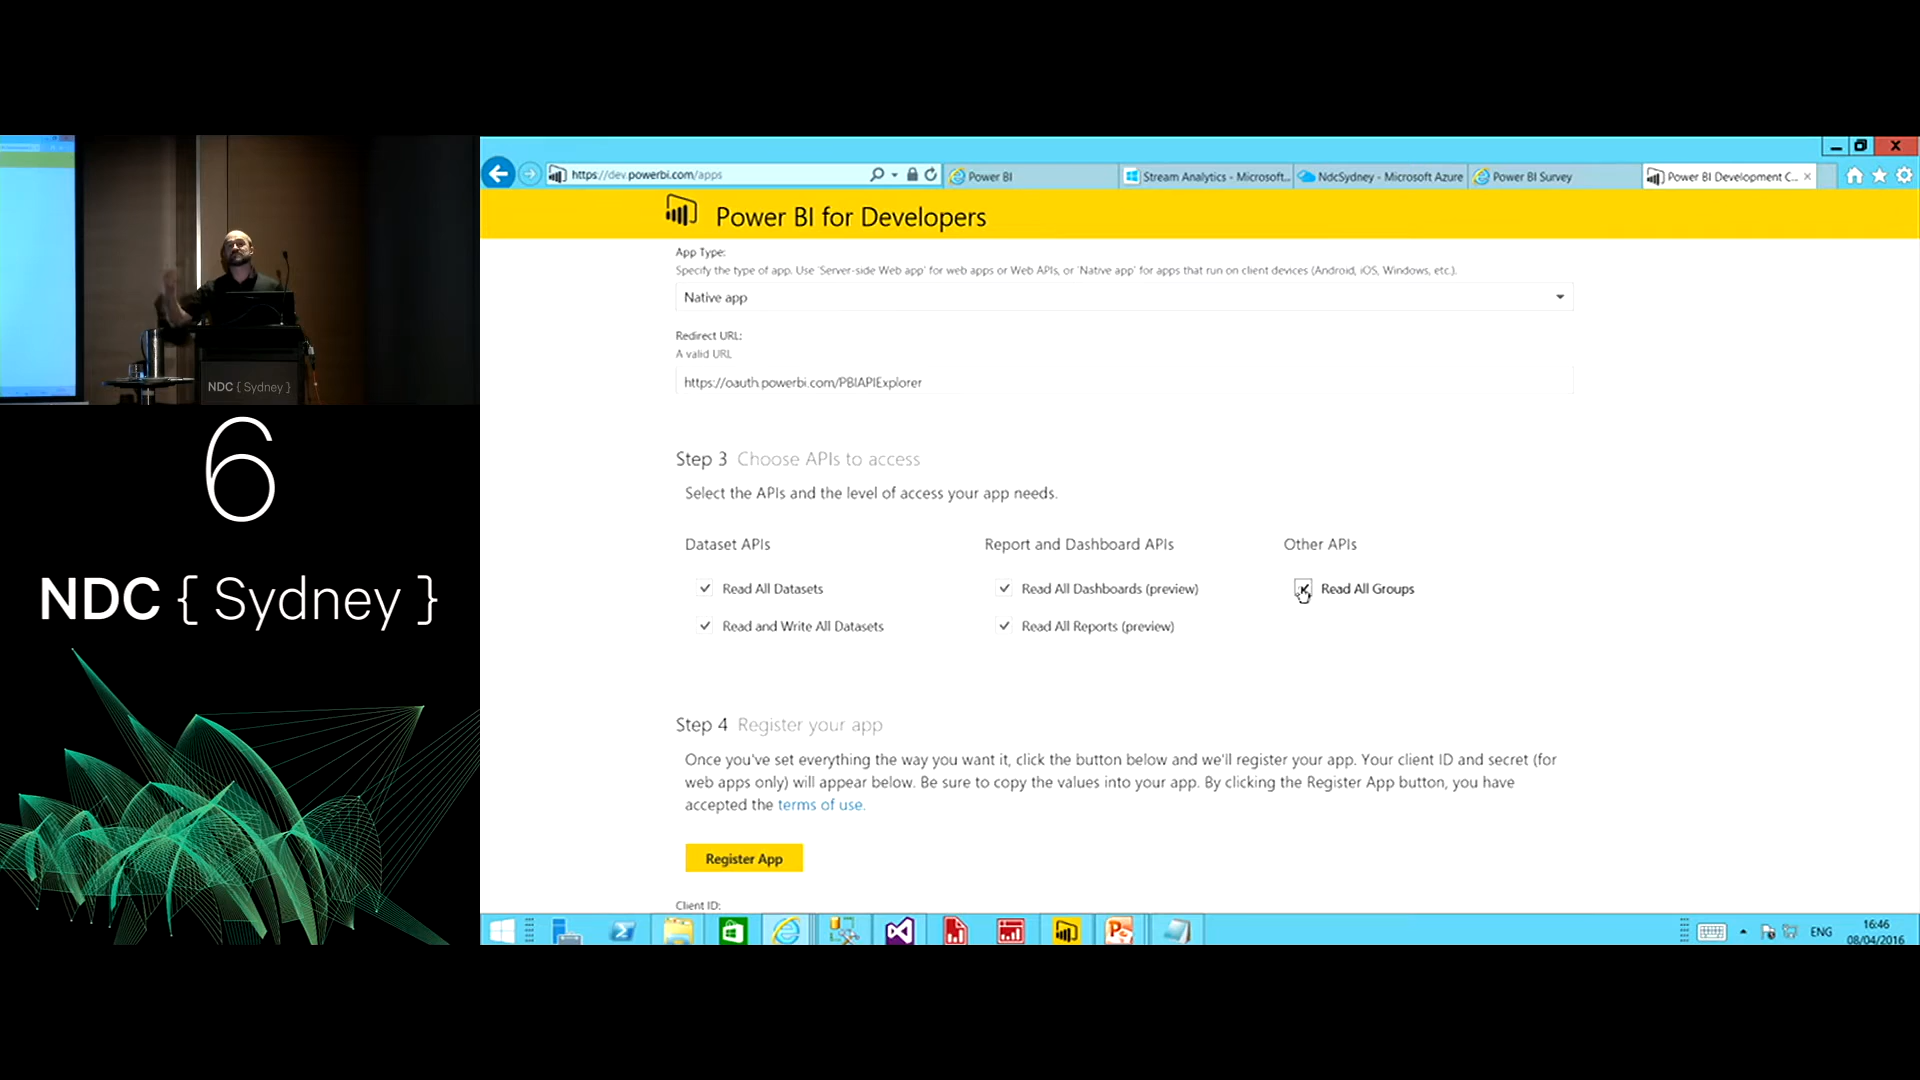 https://dev.powerbi.com/apps
Power BI
Stream Analytics - Microsoft...
NdcSydney - Microsoft Azure
Power BI Survey
Power BI Development C...
Power BI for Developers
App Type:
Specify the type of app. Use 'Server-side Web app' for web apps or Web APIs, or 'Native app' for apps that run on client devices (Android, iOS, Windows, etc.).
Native app
Redirect URL:
A valid URL
https://oauth.powerbi.com/PBIAPIExplorer
Step 3 Choose APIs to access
Select the APIs and the level of access your app needs.
Dataset APIs
Report and Dashboard APIs
Other APIs
Read All Datasets
Read All Dashboards (preview)
Read All Groups
Read and Write All Datasets
Read All Reports (preview)
Step 4 Register your app
Once you've set everything the way you want it, click the button below and we'll register your app. Your client ID and secret (for
web apps only) will appear below. Be sure to copy the values into your app. By clicking the Register App button, you have
accepted the terms of use.
Register App
Client ID:
ENG
16:46
08/04/2016
NDC { Sydney }
6
NDC { Sydney }